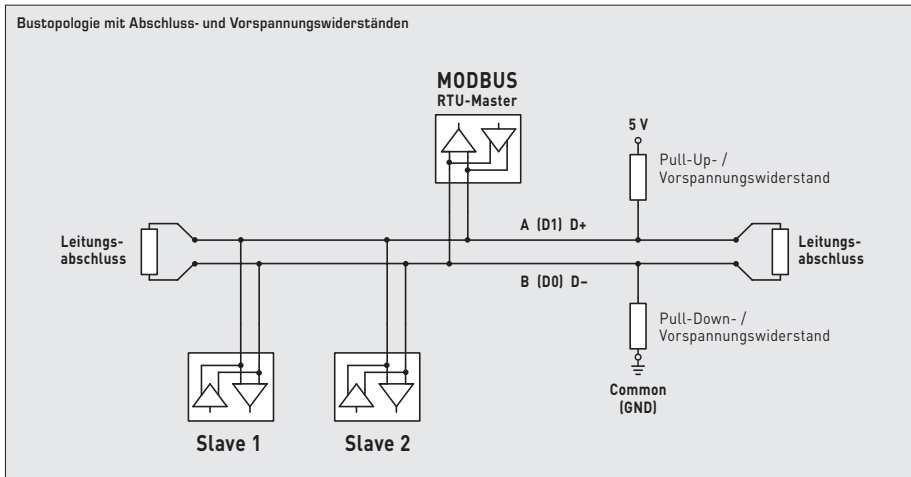 Bustopologie mit Abschluss- und Vorspannungswiderständen
MODBUS
RTU-Master
5 V
Pull-Up- /
Vorspannungswiderstand
A (D1) D+
Leitungs-
abschluss
Leitungs-
abschluss
B (D0) D–
Pull-Down- /
Vorspannungswiderstand
Common
(GND)
Slave 1
Slave 2